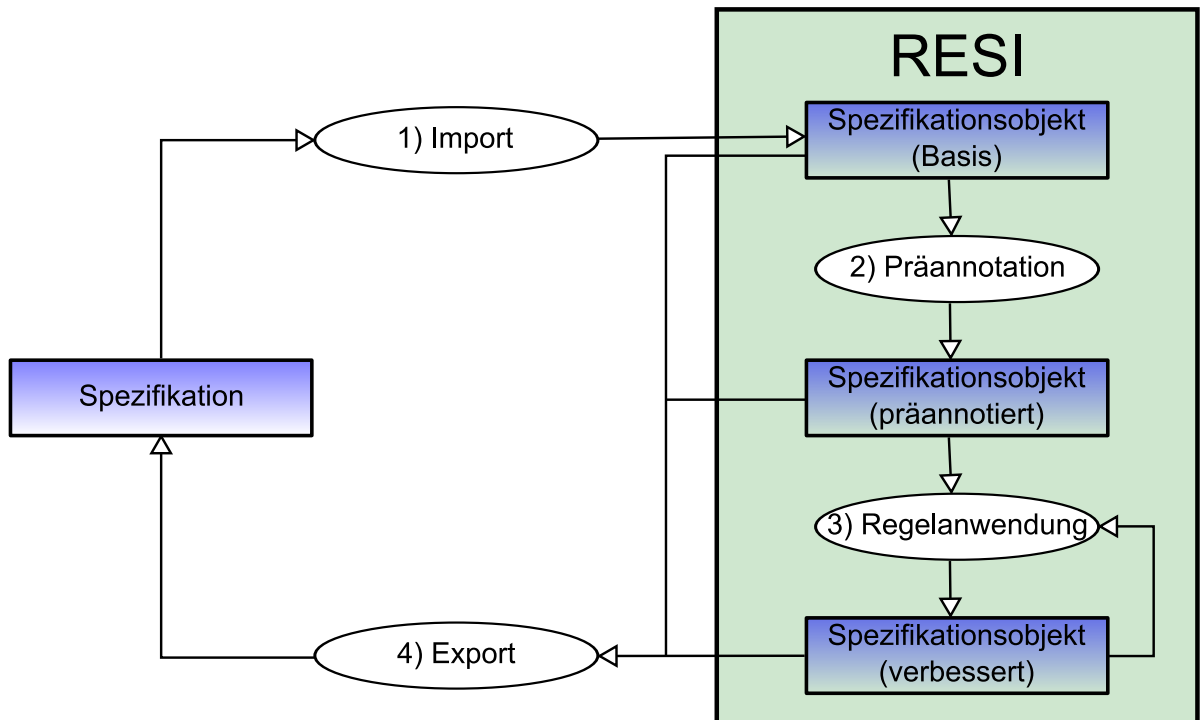 RESI
1) Import
Spezifikationsobjekt
(Basis)
2) Präannotation
Spezifikation
Spezifikationsobjekt
(präannotiert)
3) Regelanwendung
4) Export
Spezifikationsobjekt
(verbessert)